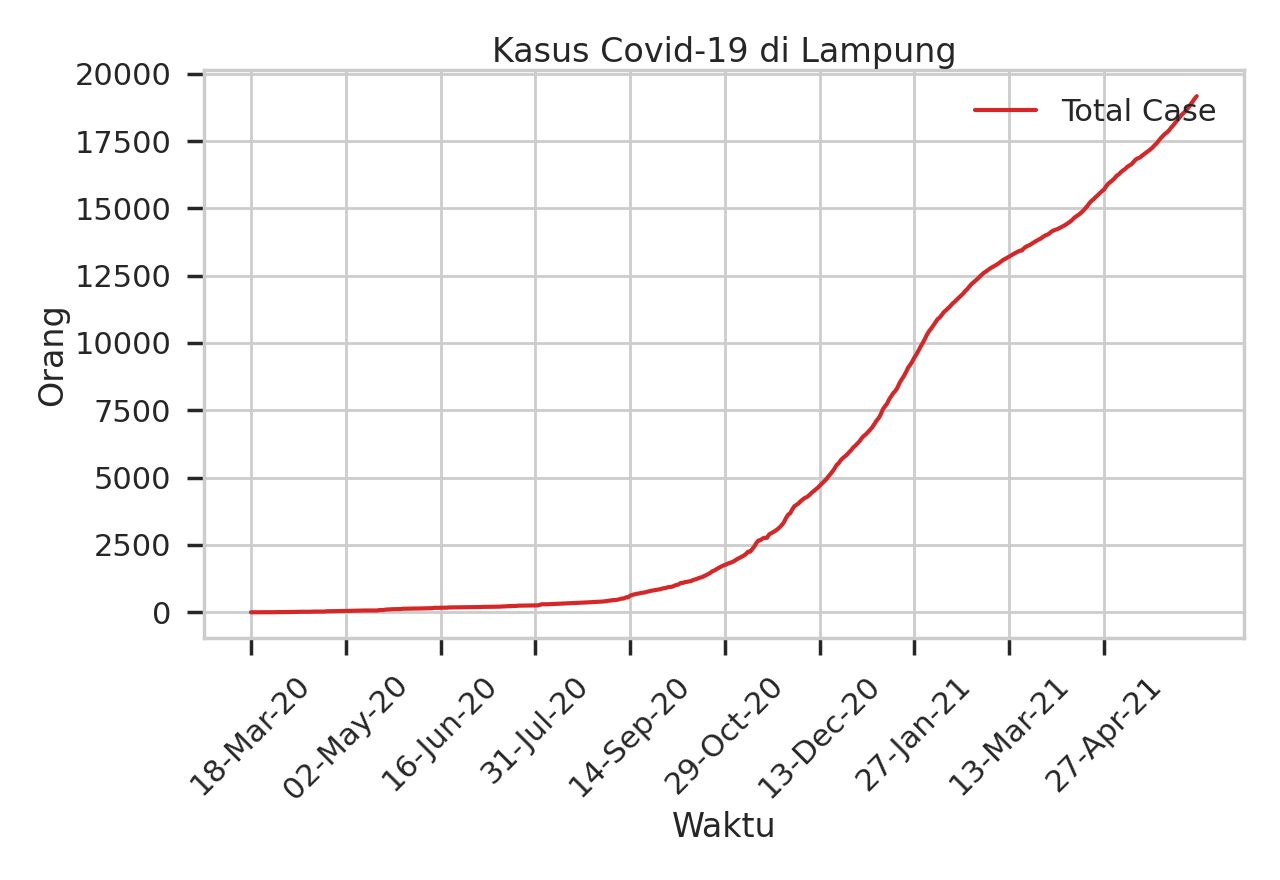 Kasus Covid-19 di Lampung
20000
17500
15000
12500
10000
7500
5000
2500
0
Orang
Total Case
18-Mar-20
02-May-20
16-Jun-20
31-Jul-20
14-Sep-20
29-Oct-20
13-Dec-20
27-Jan-21
13-Mar-21
27-Apr-21
Waktu